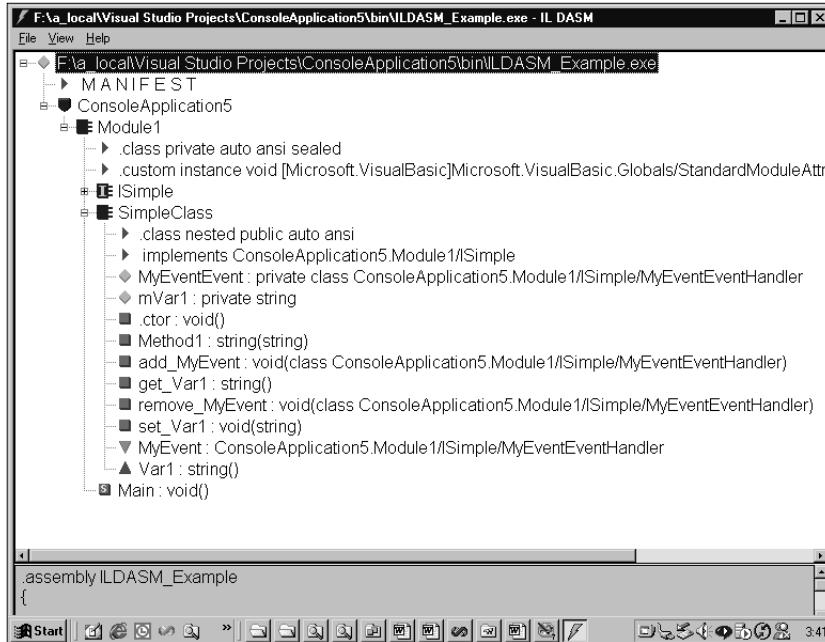 F:\a_local\Visual Studio Projects\ConsoleApplication5\bin\ILDASM_Example.exe - IL DASM
File View Help
F:\a_local\Visual Studio Projects\ConsoleApplication5\bin\ILDASM_Example.exe
MANIFEST
ConsoleApplication5
Module1
.class private auto ansi sealed
.custom instance void [Microsoft.VisualBasic]Microsoft.VisualBasic.Globals/StandardModuleAttr
ISimple
SimpleClass
.class nested public auto ansi
implements ConsoleApplication5.Module1/ISimple
MyEventEvent : private class ConsoleApplication5.Module1/ISimple/MyEventEventHandler
mVar1 : private string
.ctor : void()
Method1 : string(string)
add_MyEvent : void(class ConsoleApplication5.Module1/ISimple/MyEventEventHandler)
get_Var1 : string()
remove_MyEvent : void(class ConsoleApplication5.Module1/ISimple/MyEventEventHandler)
set_Var1 : void(string)
MyEvent : ConsoleApplication5.Module1/ISimple/MyEventEventHandler
Var1 : string()
Main : void()
.assembly ILDASM_Example
{
Start » 3:41